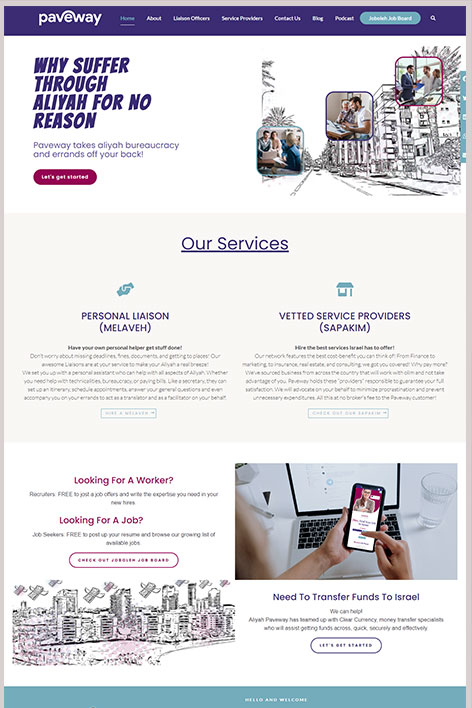 paveway
Home About Liaison Officers Service Providers Contact Us Blog Podcast Joboleh Job Board
WHY SUFFER
THROUGH
ALIYAH FOR NO
REASON
Paveway takes aliyah bureaucracy
and errands off your back!
Let's get started
Our Services
PERSONAL LIAISON
(MELAVEH)
Have your own personal helper get stuff done!
Don't worry about missing deadlines, fires, documents, and getting to places! Our
awesome Liaisons are at your service to make your Aliyah a real breeze!
We set you up with a personal assistant who can help with all aspects of Aliyah. Whether
you need help with technicalities, bureaucracy, or paying bills. Like a secretary, they can
set up an itinerary, schedule appointments, answer your general questions and even
accompany you on your errands to act as a translator and as a facilitator on your behalf.
HIRE A MELAVEH
VETTED SERVICE PROVIDERS
(SAPAKIM)
Hire the best services Israel has to offer!
Our network features the best cost-benefit you can think of! From Finance to
marketing, to insurance, real estate, and consulting, we got you covered! Why pay more?
We've sourced business from across the country that will work with olim and not take
advantage of you. Paveway holds these "providers" responsible to guarantee your full
satisfaction. We will advocate on your behalf to minimize procrastination and prevent
unnecessary expenditures. All this at no broker's fee to the Paveway customer!
CHECK OUT OUR SAPAKIM
Looking For A Worker?
Recruiters. FREE to post a job offers and write the expertise you need in your
new hires.
Looking For A Job?
Job Seekers. FREE to post up your resume and browse our growing list of
available jobs.
CHECK OUT JOBOLEH JOB BOARD
Need To Transfer Funds To Israel
We can help!
Aliyah Paveway has teamed up with Clear Currency, money transfer specialists
who will assist getting funds across, quick, securely and effectively.
LET'S GET STARTED
HELLO AND WELCOME